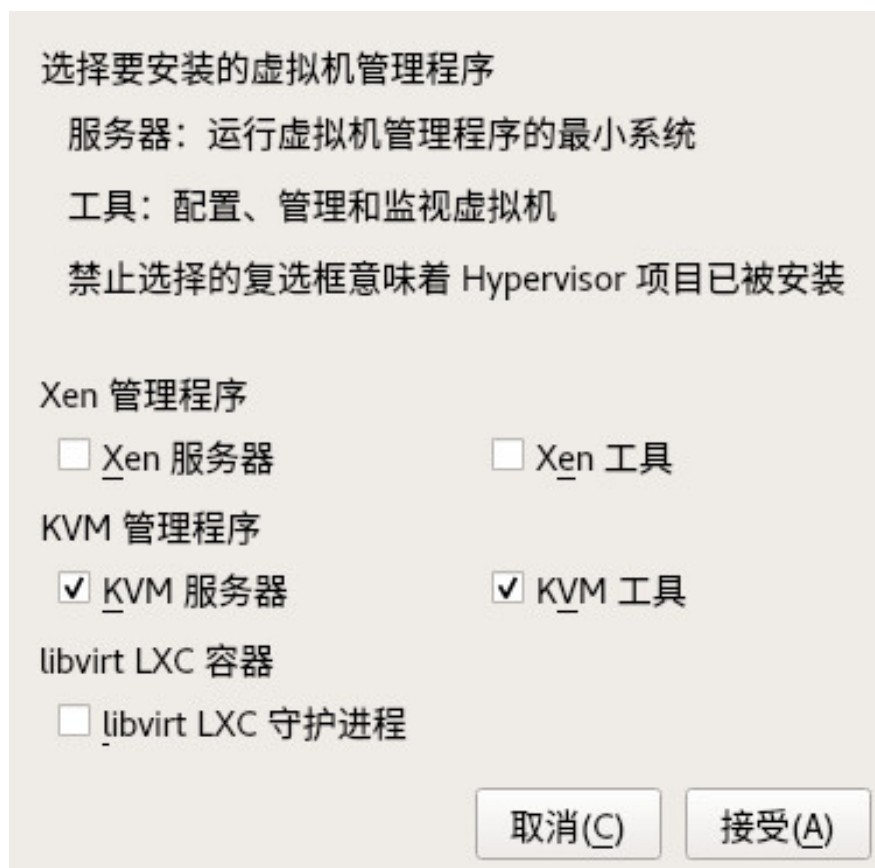 选择要安装的虚拟机管理程序
服务器：运行虚拟机管理程序的最小系统
工具：配置、管理和监视虚拟机
禁止选择的复选框意味着 Hypervisor 项目已被安装
Xen 管理程序
Xen 服务器 Xen 工具
KVM 管理程序
KVM 服务器 KVM 工具
libvirt LXC 容器
libvirt LXC 守护进程
取消(C) 接受(A)